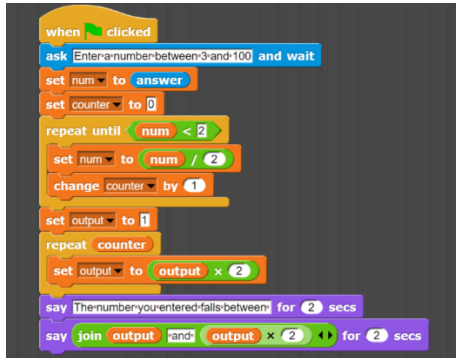 when clicked
ask Enter a number between 3 and 100 and wait
set num to answer
set counter to 0
repeat until num < 2
set num to num / 2
change counter by 1
set output to 1
repeat counter
set output to output × 2
say The number you entered falls between for 2 secs
say join output and output × 2 for 2 secs